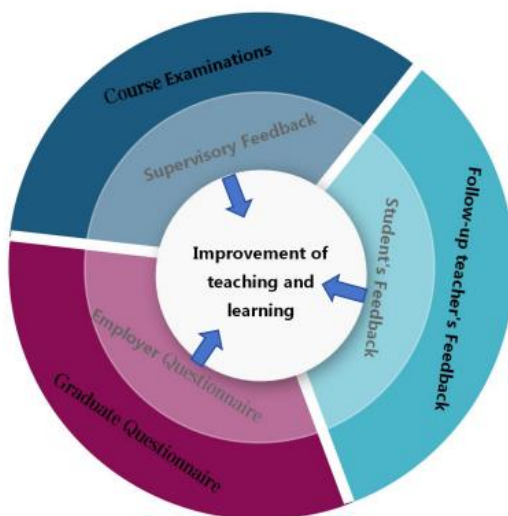 Course Examinations
Supervisory Feedback
Follow-up teacher's Feedback
Student's Feedback
Improvement of
teaching and
learning
Employer Questionnaire
Graduate Questionnaire